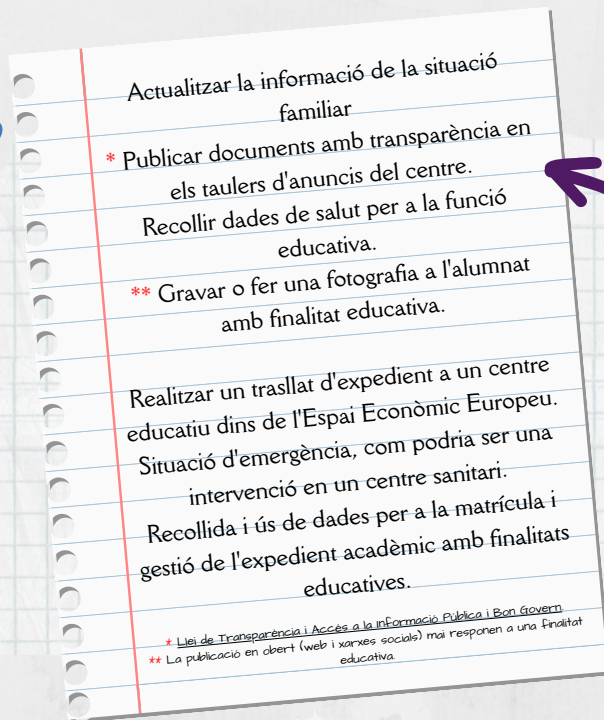 Actualitzar la informació de la situació
familiar
* Publicar documents amb transparència en
els taulers d'anuncis del centre.
Recollir dades de salut per a la funció
educativa.
** Gravar o fer una fotografia a l'alumnat
amb finalitat educativa.
Realitzar un trasllat d'expedient a un centre
educatiu dins de l'Espai Econòmic Europeu.
Situació d'emergència, com podria ser una
intervenció en un centre sanitari.
Recollida i ús de dades per a la matrícula i
gestió de l'expedient acadèmic amb finalitats
educatives.
* Llei de Transparència i Accés a la Informació Pública i Bon Govern.
** La publicació en obert (web i xarxes socials) mai responen a una finalitat
educativa.